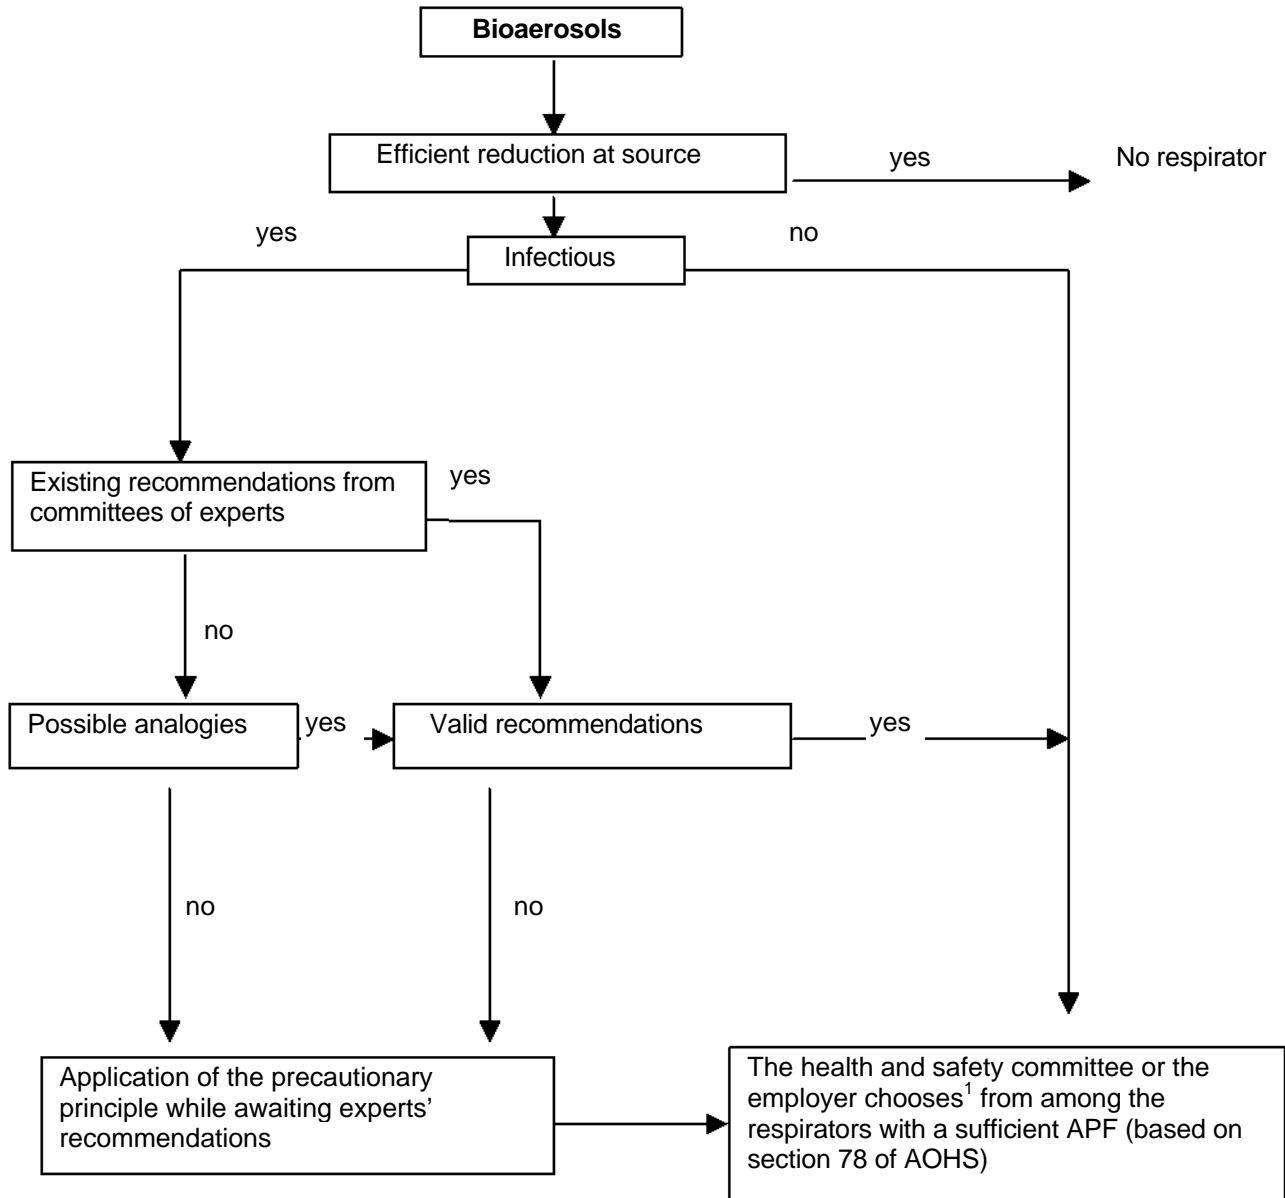 Bioaerosols
Efficient reduction at source
yes
No respirator
yes
no
Infectious
Existing recommendations from
committees of experts
yes
no
Possible analogies
yes
Valid recommendations
yes
no
no
Application of the precautionary
principle while awaiting experts’
recommendations
The health and safety committee or the
employer chooses¹ from among the
respirators with a sufficient APF (based on
section 78 of AOHS)